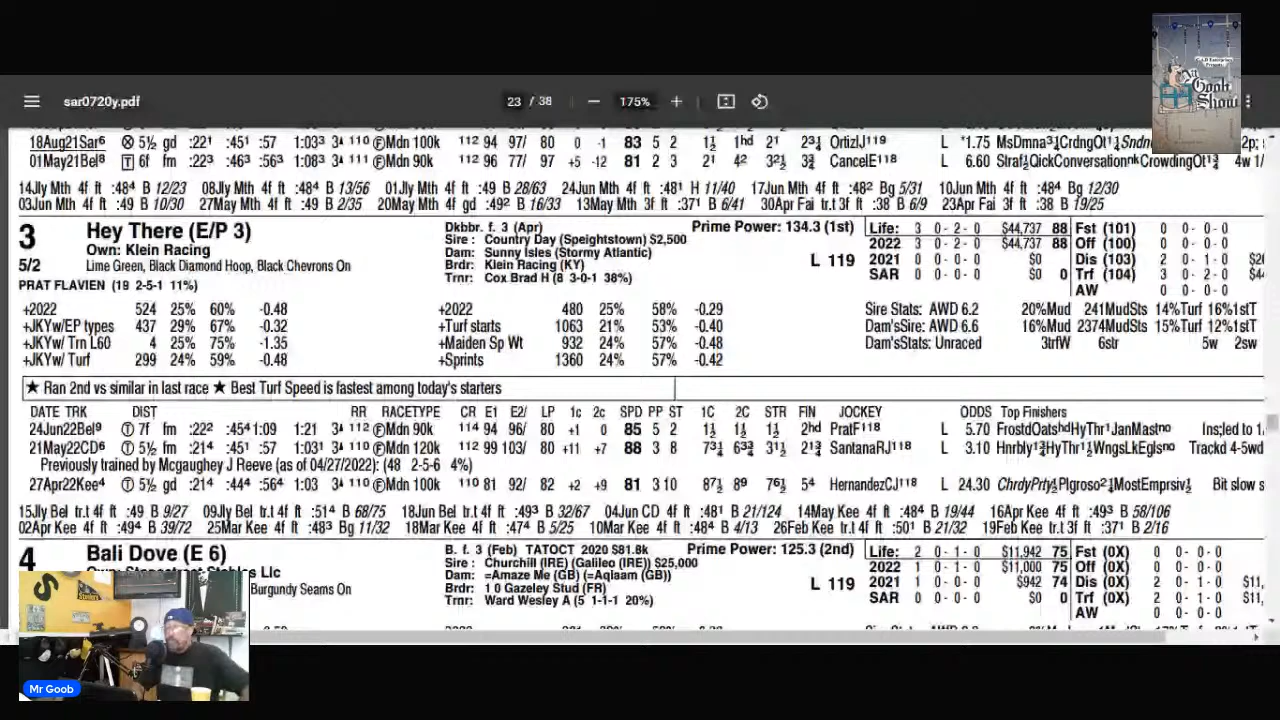 sar0720y.pdf
23 / 38
175%
Mr Goob Show
18Aug21Sar⁶ ⊗ 5½ gd :22¹ :45¹ :57 1:03³ 3▲ 110 Ⓕ Mdn 100k 112 94 97/ 80 0 -1 83 5 2 1½ 1hd 2¹ 2³¼ OrtizIJ¹¹⁹ L *1.75
01May21Bel⁸ T 6f fm :22³ :46³ :56³ 1:08³ 3▲ 111 Ⓕ Mdn 90k 112 96 77/ 97 +5 -12 81 2 3 2¹ 4² 3²½ 3¾ CancelE¹¹⁸ L 6.60 4w 1/
14Jly Mth 4f ft :48⁴ B 12/23 08Jly Mth 4f ft :48⁴ B 13/56 01Jly Mth 4f ft :49 B 28/63 24Jun Mth 4f ft :48¹ H 11/40 17Jun Mth 4f ft :48² Bg 5/31 10Jun Mth 4f ft :48⁴ Bg 12/30
03Jun Mth 4f ft :49 B 10/30 27May Mth 4f ft :49 B 2/35 20May Mth 4f gd :49² B 16/33 13May Mth 3f ft :37¹ B 6/41 30Apr Fai tr.t 3f ft :38 B 6/9 23Apr Fai 3f ft :38 B 19/25
3 Hey There (E/P 3) Dkbbr. f. 3 (Apr) Prime Power: 134.3 (1st) Life: 3 0 - 2 - 0 $44,737 88 Fst (101) 0 0 - 0 - 0
Own: Klein Racing Sire : Country Day (Speightstown) $2,500 2022 3 0 - 2 - 0 $44,737 88 Off (100) 0 0 - 0 - 0
5/2 Lime Green, Black Diamond Hoop, Black Chevrons On Dam: Sunny Isles (Stormy Atlantic) L 119 2021 0 0 - 0 - 0 $0 0 Dis (103) 2 0 - 1 - 0
Brdr: Klein Racing (KY) SAR 0 0 - 0 - 0 $0 0 Trf (104) 3 0 - 2 - 0
PRAT FLAVIEN (19 2-5-1 11%) Trnr: Cox Brad H (8 3-0-1 38%) AW 0 0 - 0 - 0
+2022 524 25% 60% -0.48 +2022 480 25% 58% -0.29 Sire Stats: AWD 6.2 20%Mud 241MudSts 14%Turf 16%1stT
+JKYw/EP types 437 29% 67% -0.32 +Turf starts 1063 21% 53% -0.40 Dam'sSire: AWD 6.6 16%Mud 2374MudSts 15%Turf 12%1stT
+JKYw/ Trn L60 4 25% 75% -1.35 +Maiden Sp Wt 932 24% 57% -0.48 Dam'sStats: Unraced 3trfW 6str 5w 2sw
+JKYw/ Turf 299 24% 59% -0.48 +Sprints 1360 24% 57% -0.42
★ Ran 2nd vs similar in last race ★ Best Turf Speed is fastest among today's starters
DATE TRK DIST RR RACETYPE CR E1 E2/ LP 1c 2c SPD PP ST 1C 2C STR FIN JOCKEY ODDS Top Finishers
24Jun22Bel⁹ T 7f fm :22² :45⁴ 1:09 1:21 3▲ 112 Ⓕ Mdn 90k 114 94 96/ 80 +1 0 85 5 2 1½ 1½ 1½ 2hd PratF¹¹⁸ L 5.70 FrostdOatsʰᵈHyThr¹JanMastⁿᵒ Ins;led to 1/
21May22CD⁶ T 5½ fm :21⁴ :45¹ :57 1:03¹ 3▲ 110 Ⓕ Mdn 120k 112 99 103/ 80 +11 +7 88 3 8 7³¼ 6³¾ 3¹½ 2¹¾ SantanaRJ¹¹⁸ L 3.10 Hnrbly¹¾HyThr½WngsLkEglsⁿᵒ Trackd 4-5wd
Previously trained by Mcgaughey J Reeve (as of 04/27/2022): (48 2-5-6 4%)
27Apr22Kee⁴ T 5½ gd :21⁴ :44⁴ :56⁴ 1:03 3▲ 110 Ⓕ Mdn 100k 110 81 92/ 82 +2 +9 81 3 10 8⁷½ 8⁹ 7⁶½ 5⁴ HernandezCJ¹¹⁸ L 24.30 ChrdyPrty½Plgroso²¼MostEmprsiv½ Bit slow s
15Jly Bel tr.t 4f ft :49 B 9/27 09Jly Bel tr.t 4f ft :51⁴ B 68/75 18Jun Bel tr.t 4f ft :49³ B 32/67 04Jun CD 4f ft :48¹ B 21/124 14May Kee 4f ft :48⁴ B 19/44 16Apr Kee 4f ft :49³ B 58/106
02Apr Kee 4f ft :49⁴ B 39/72 25Mar Kee 4f ft :48³ Bg 11/32 18Mar Kee 4f ft :47⁴ B 5/25 10Mar Kee 4f ft :48⁴ B 4/13 26Feb Kee tr.t 4f ft :50¹ B 21/32 19Feb Kee tr.t 3f ft :37¹ B 2/16
4 Bali Dove (E 6) B. f. 3 (Feb) TATOCT 2020 $81.8k Prime Power: 125.3 (2nd) Life: 2 0 - 1 - 0 $11,942 75 Fst (0X) 0 0 - 0 - 0
Llc Sire : Churchill (IRE) (Galileo (IRE)) $25,000 2022 1 0 - 1 - 0 $11,000 75 Off (0X) 0 0 - 0 - 0
Burgundy Seams On Dam: =Amaze Me (GB) (=Aqlaam (GB)) L 119 2021 1 0 - 0 - 0 $942 74 Dis (0X) 2 0 - 1 - 0 $11,
Brdr: 1 0 Gazeley Stud (FR) SAR 0 0 - 0 - 0 $0 0 Trf (0X) 2 0 - 1 - 0 $11,
Trnr: Ward Wesley A (5 1-1-1 20%) AW 0 0 - 0 - 0
Mr Goob